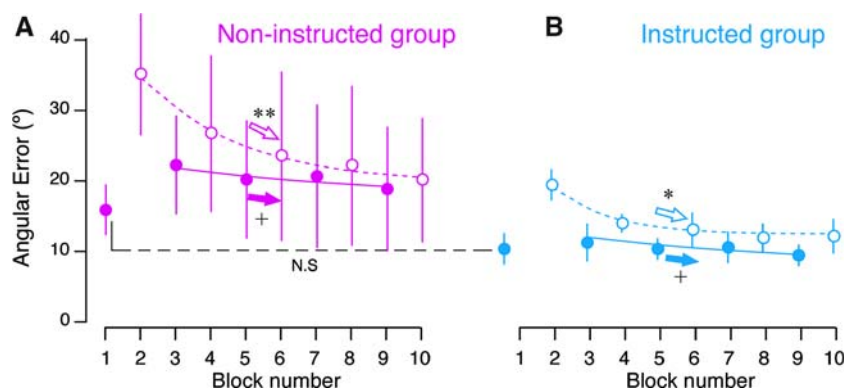 A
Non-instructed group
B
Instructed group
Angular Error (°)
40
30
20
10
0
**
+
N.S
*
+
1 2 3 4 5 6 7 8 9 10
1 2 3 4 5 6 7 8 9 10
Block number
Block number